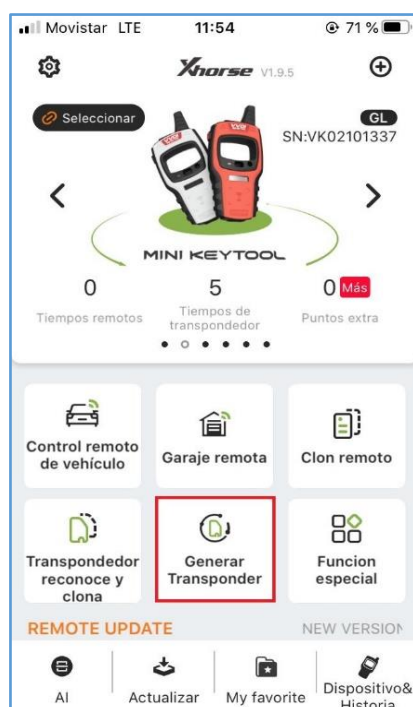 Movistar LTE 11:54 71 %
Xhorse V1.9.5
Seleccionar
GL
SN:VK02101337
MINI KEYTOOL
0 5 0 Más
Tiempos remotos Tiempos de transpondedor Puntos extra
Control remoto de vehículo
Garaje remota
Clon remoto
Transpondedor reconoce y clona
Generar Transponder
Funcion especial
REMOTE UPDATE NEW VERSION
AI Actualizar My favorite Dispositivo& Historia